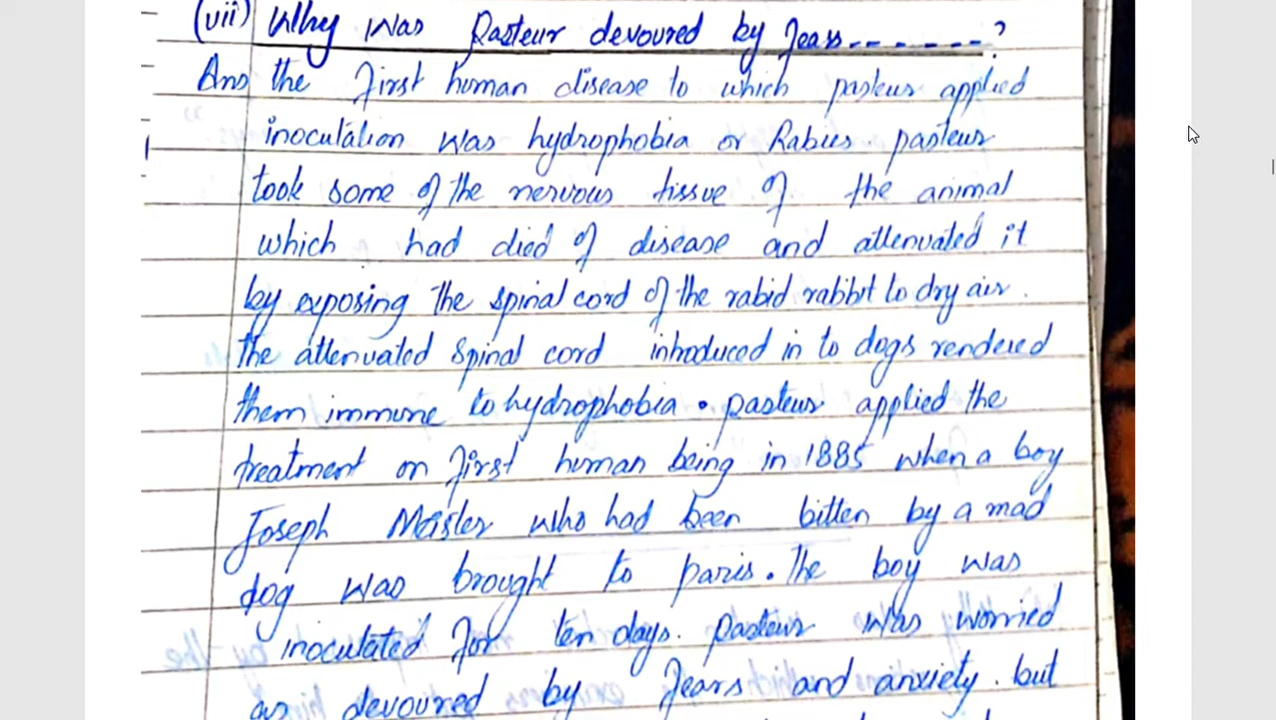 (vii) Why was Pasteur devoured by fears-------?
Ans the first human disease to which pasteur applied
inoculation was hydrophobia or Rabies. pasteur
took some of the nervous tissue of the animal
which had died of disease and attenuated it
by exposing the spinal cord of the rabid rabbit to dry air.
the attenuated spinal cord introduced in to dogs rendered
them immune to hydrophobia. pasteur applied the
treatment on first human being in 1885 when a boy
Joseph Meisler who had been bitten by a mad
dog was brought to paris. the boy was
inoculated for ten days. pasteur was worried
as devoured by fears and anxiety. but